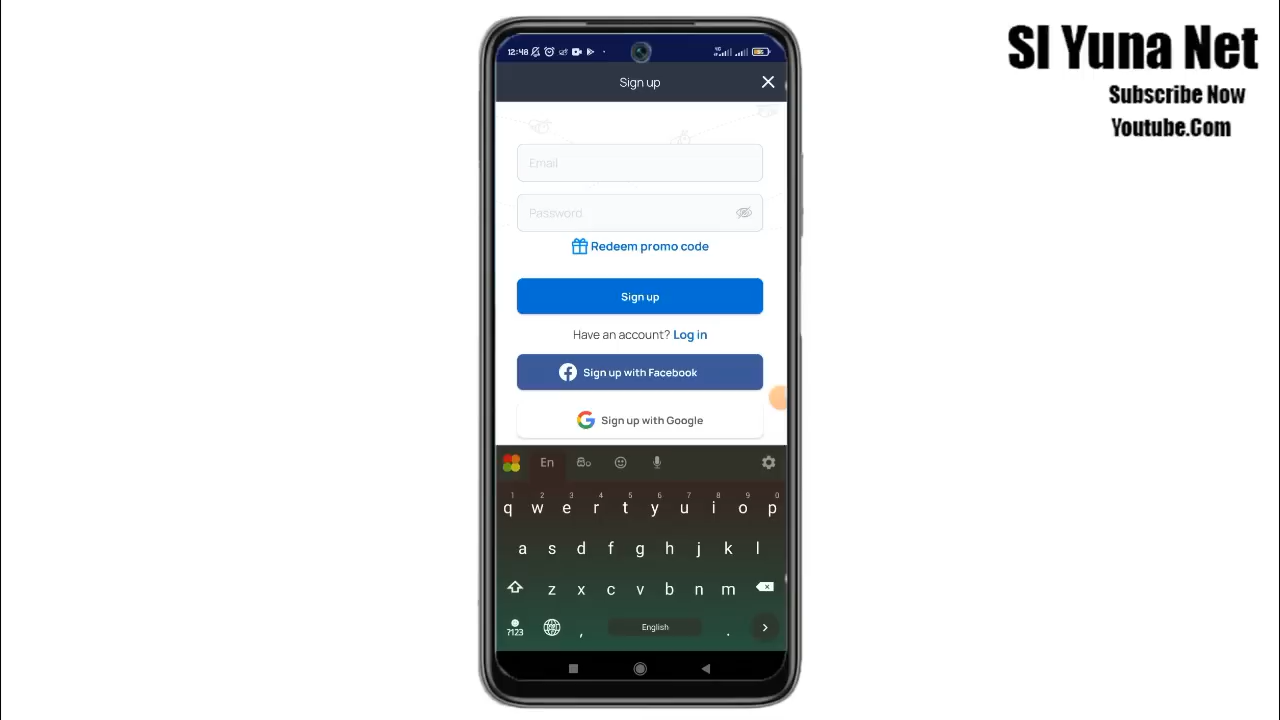 SI Yuna Net
Subscribe Now
Youtube.Com
12:48
4G
Sign up
Email
Password
Redeem promo code
Sign up
Have an account? Log in
Sign up with Facebook
Sign up with Google
En
සිං
1 2 3 4 5 6 7 8 9 0
q w e r t y u i o p
a s d f g h j k l
z x c v b n m
?123 , English .